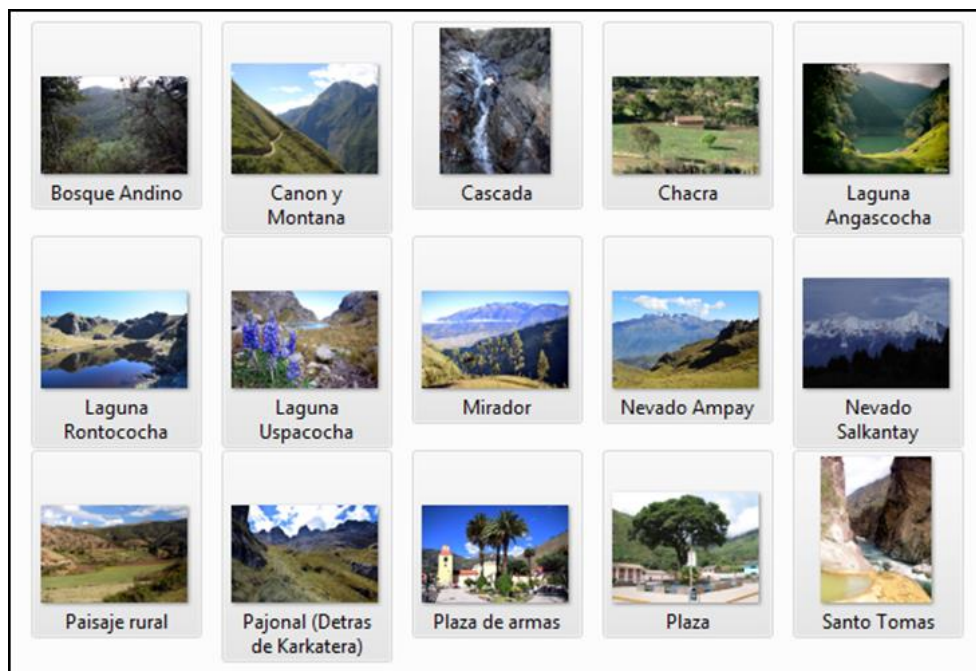 Bosque Andino
Canon y
Montana
Cascada
Chacra
Laguna
Angascocha
Laguna
Rontococha
Laguna
Uspacocha
Mirador
Nevado Ampay
Nevado
Salkantay
Paisaje rural
Pajonal (Detras
de Karkatera)
Plaza de armas
Plaza
Santo Tomas